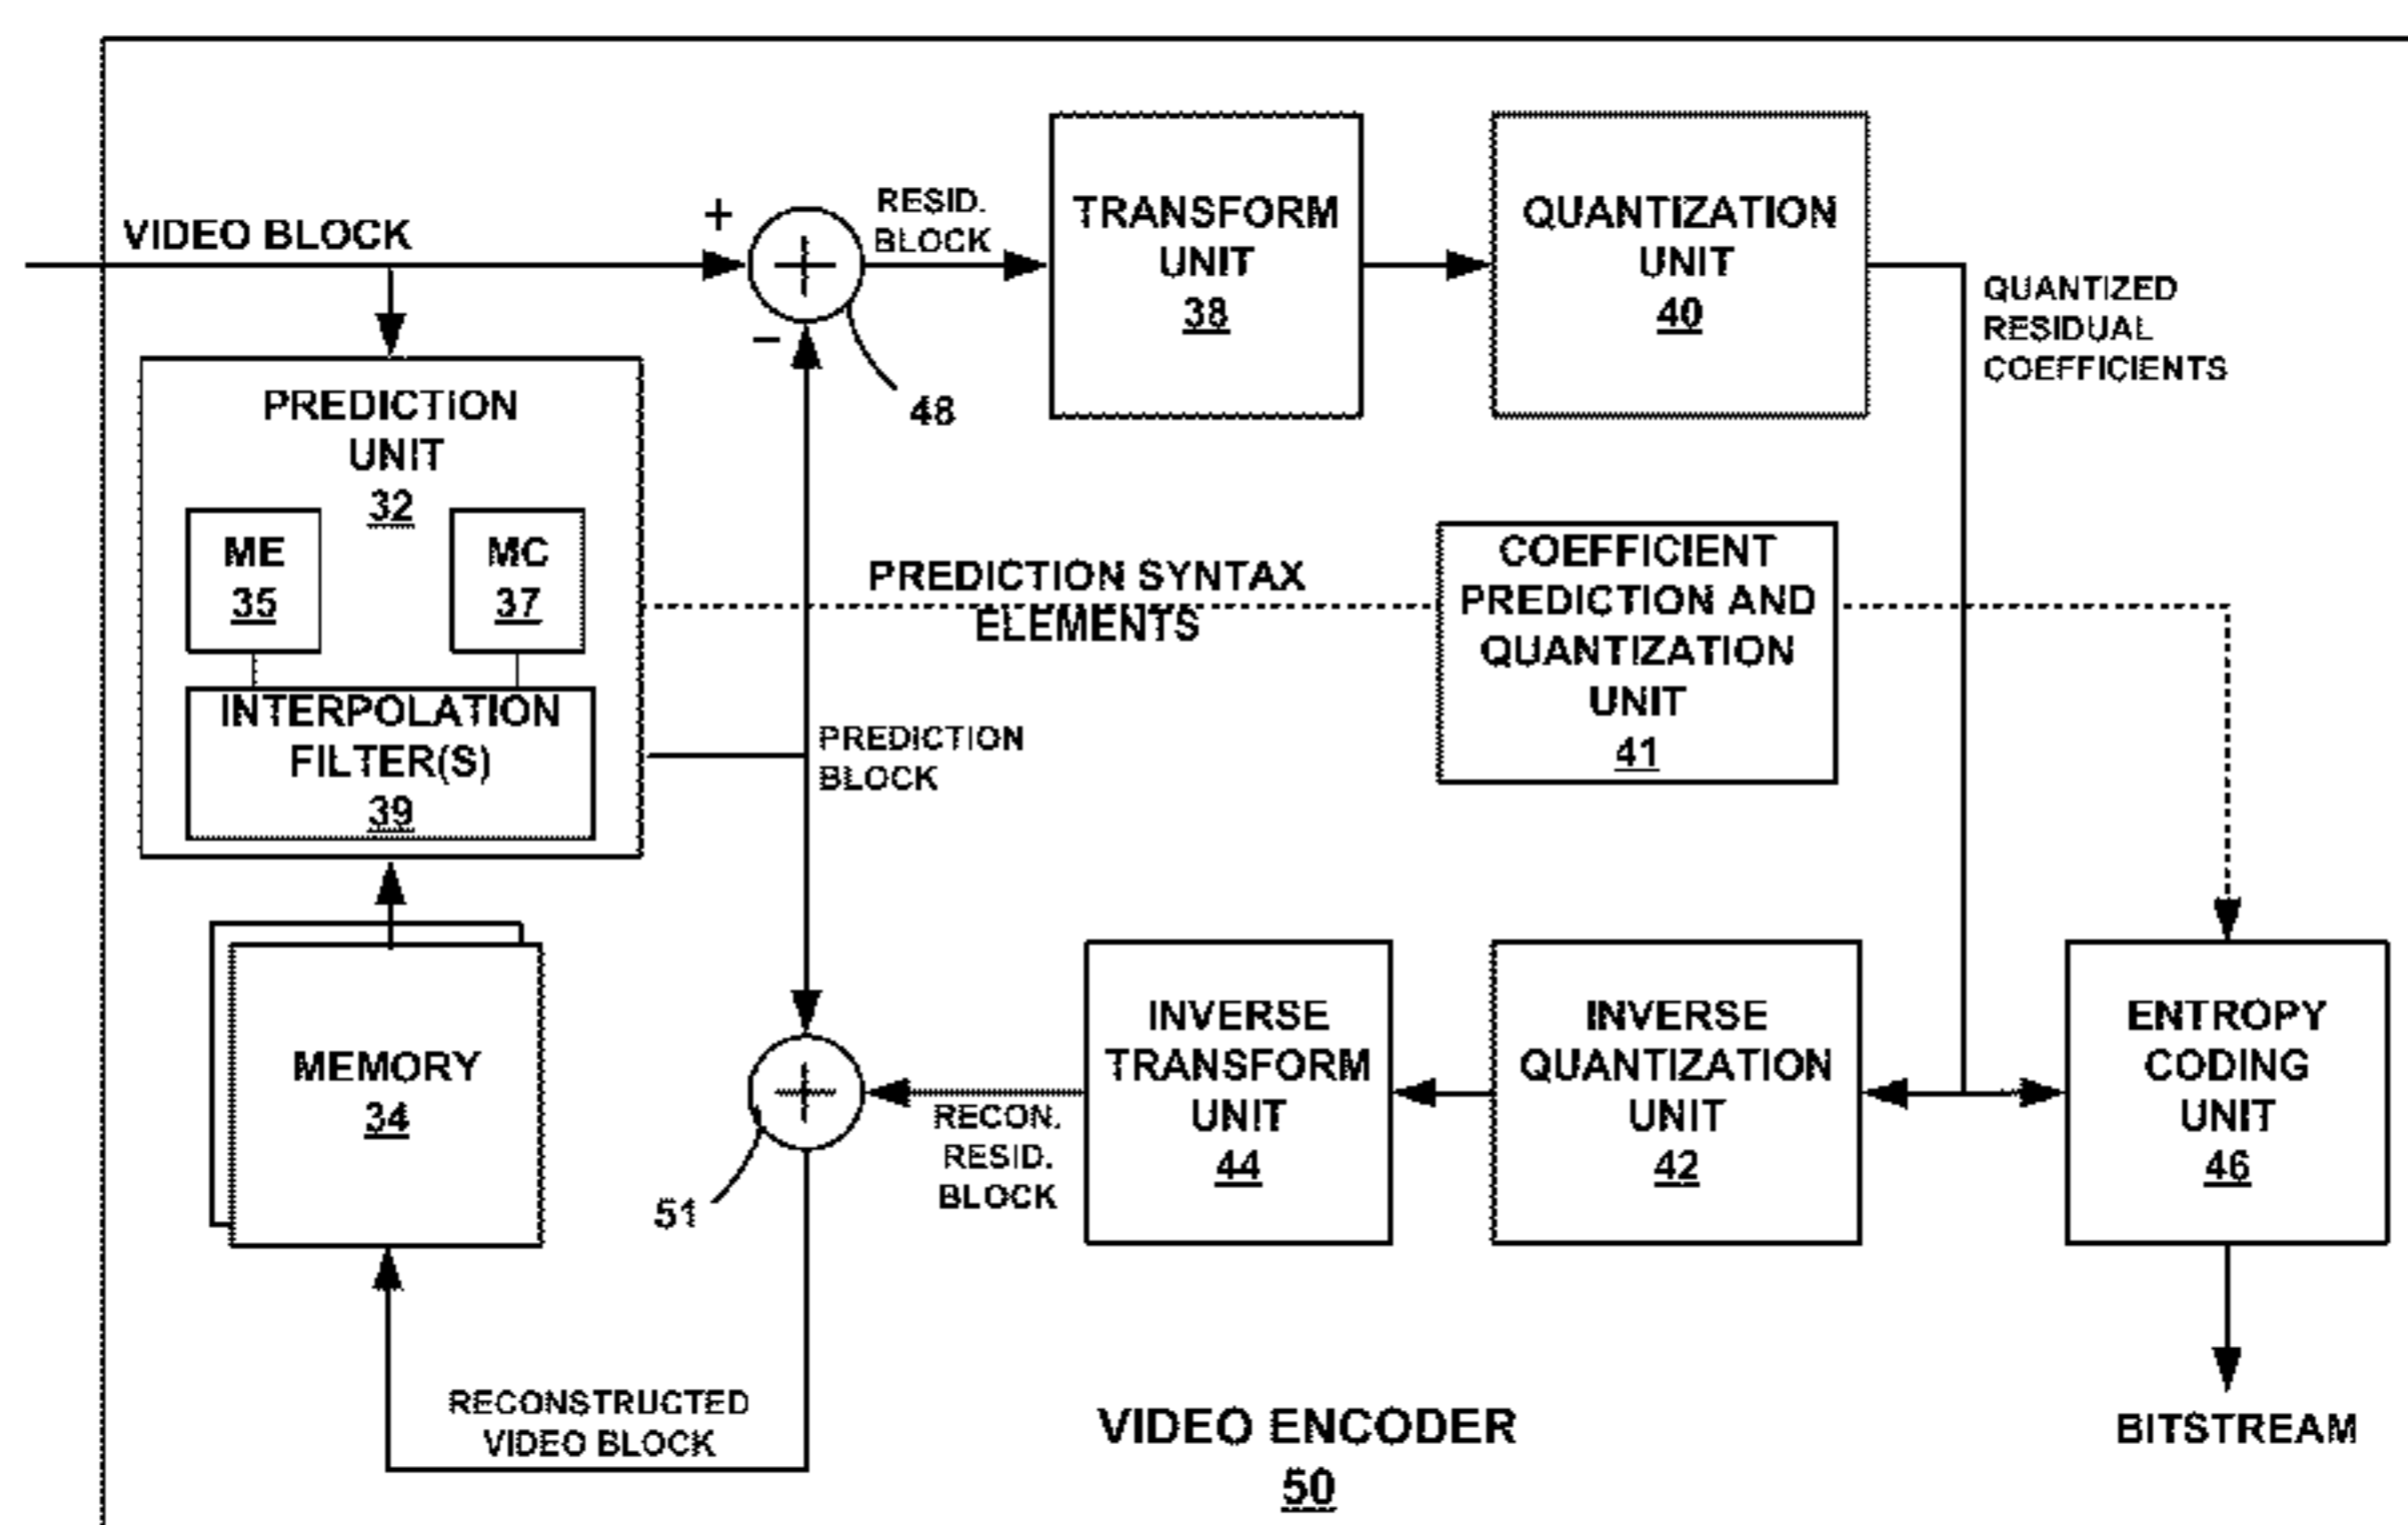 VIDEO BLOCK
+
−
RESID.
BLOCK
48
TRANSFORM
UNIT
38
QUANTIZATION
UNIT
40
QUANTIZED
RESIDUAL
COEFFICIENTS
PREDICTION
UNIT
32
ME
35
MC
37
INTERPOLATION
FILTER(S)
39
PREDICTION SYNTAX
ELEMENTS
COEFFICIENT
PREDICTION AND
QUANTIZATION
UNIT
41
PREDICTION
BLOCK
MEMORY
34
51
RECON.
RESID.
BLOCK
INVERSE
TRANSFORM
UNIT
44
INVERSE
QUANTIZATION
UNIT
42
ENTROPY
CODING
UNIT
46
RECONSTRUCTED
VIDEO BLOCK
VIDEO ENCODER
50
BITSTREAM